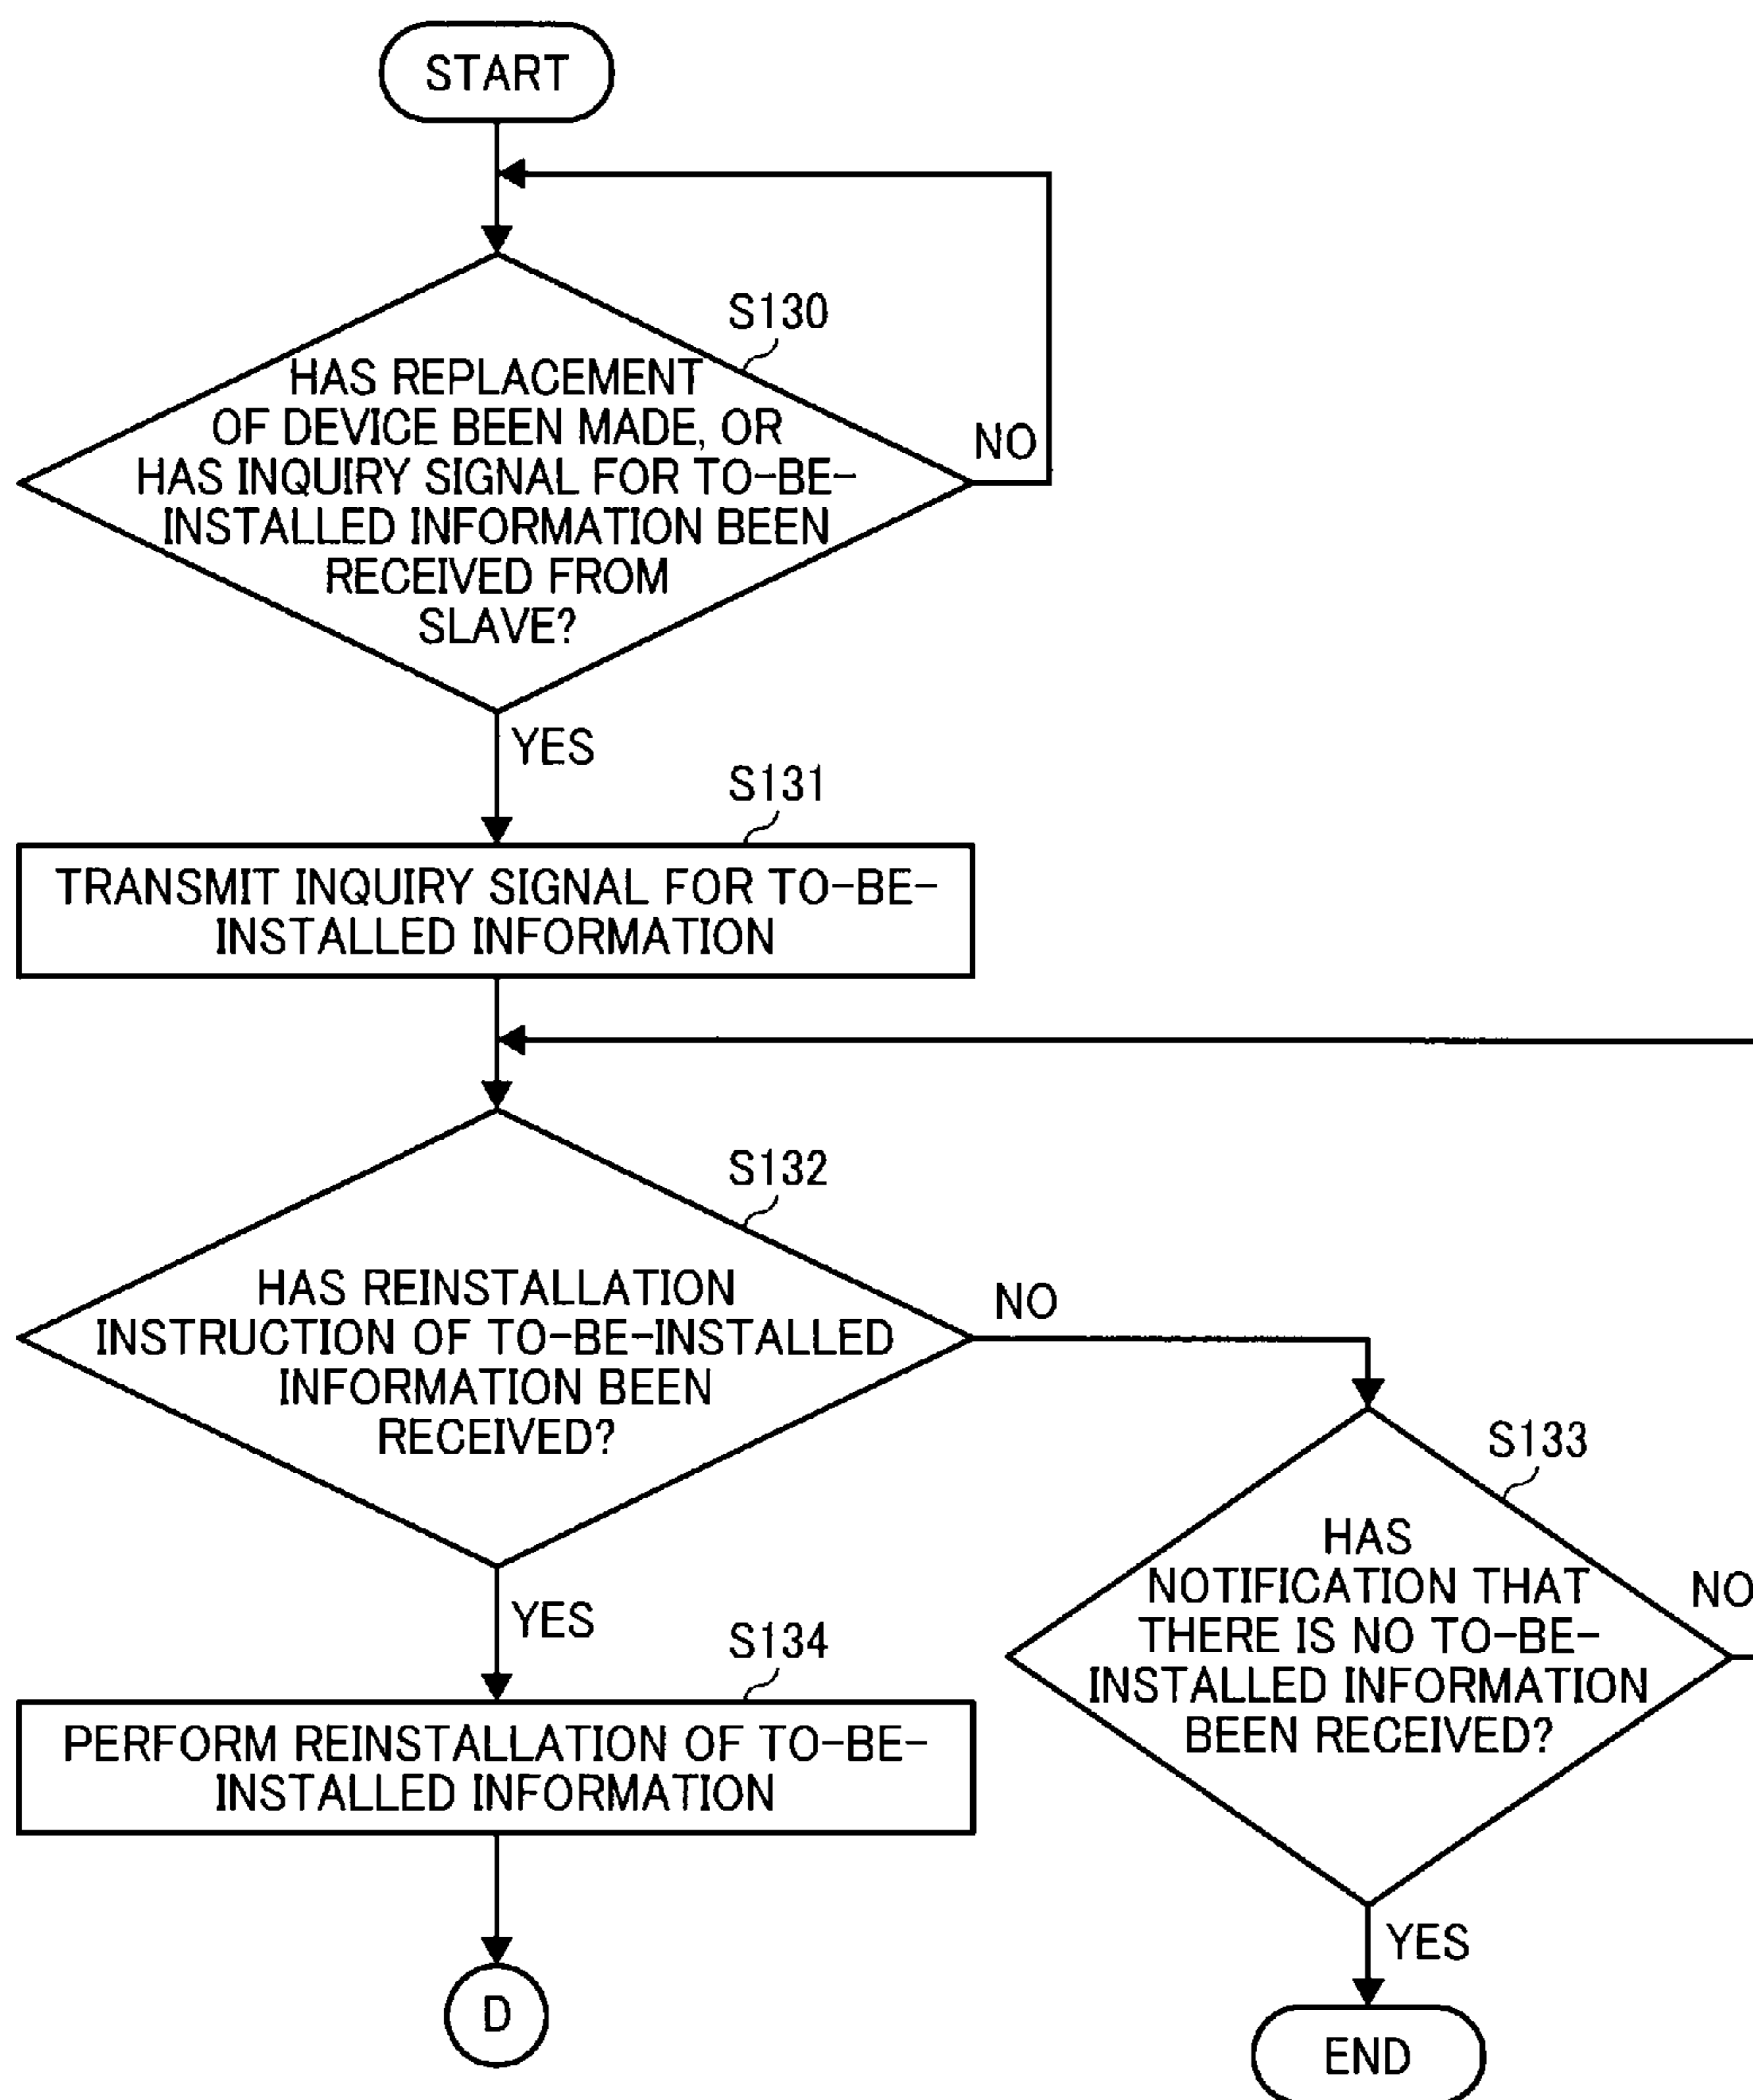 START
S130
HAS REPLACEMENT
OF DEVICE BEEN MADE, OR
HAS INQUIRY SIGNAL FOR TO-BE-
INSTALLED INFORMATION BEEN
RECEIVED FROM
SLAVE?
NO
YES
S131
TRANSMIT INQUIRY SIGNAL FOR TO-BE-
INSTALLED INFORMATION
S132
HAS REINSTALLATION
INSTRUCTION OF TO-BE-INSTALLED
INFORMATION BEEN
RECEIVED?
NO
YES
S133
HAS
NOTIFICATION THAT
THERE IS NO TO-BE-
INSTALLED INFORMATION
BEEN RECEIVED?
NO
YES
S134
PERFORM REINSTALLATION OF TO-BE-
INSTALLED INFORMATION
D
END